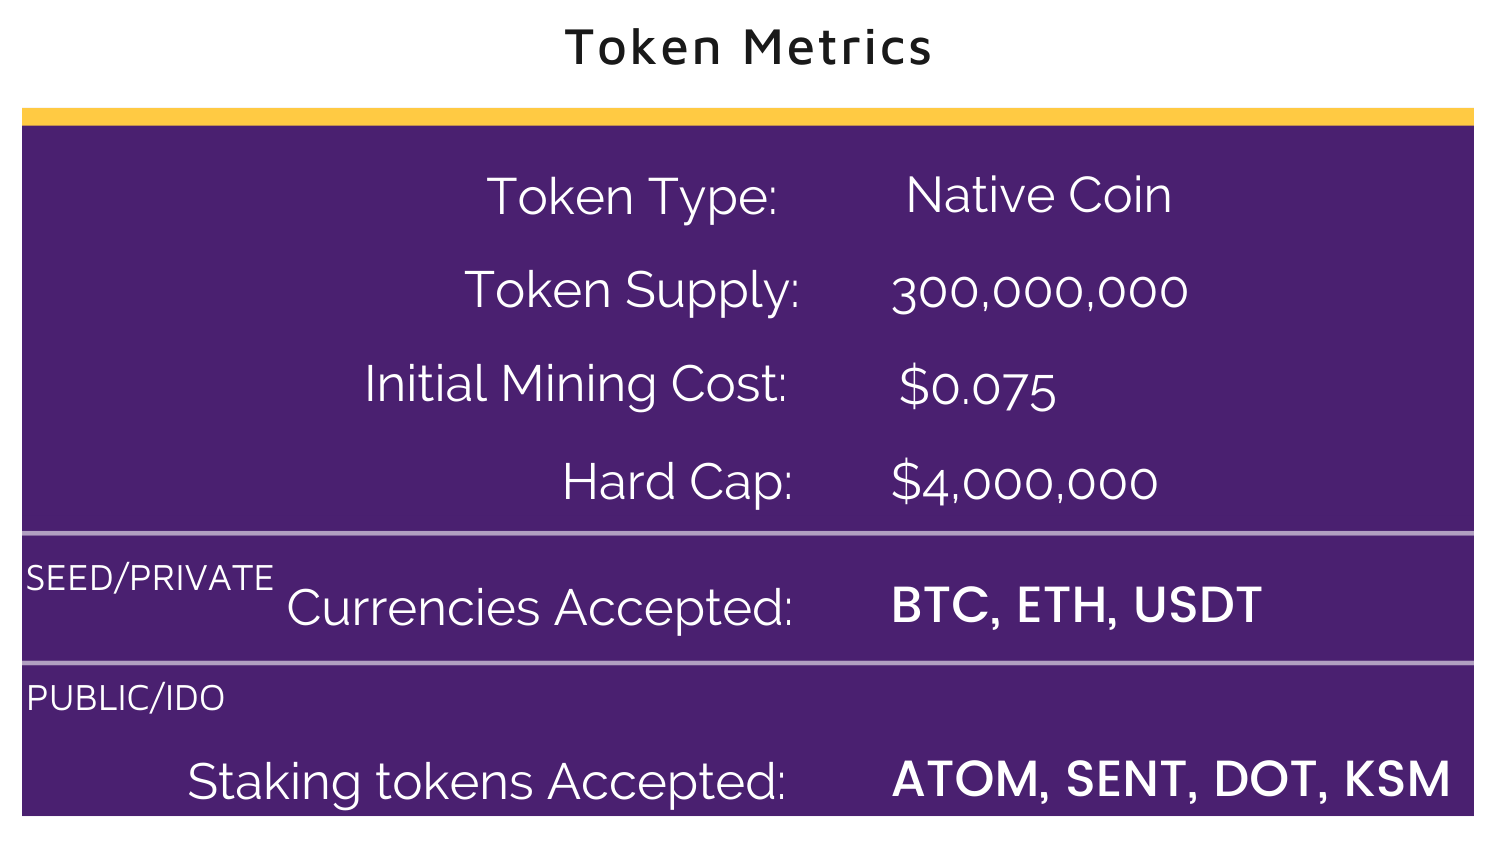 Token Metrics
Token Type: Native Coin
Token Supply: 300,000,000
Initial Mining Cost: $0.075
Hard Cap: $4,000,000
SEED/PRIVATE
Currencies Accepted: BTC, ETH, USDT
PUBLIC/IDO
Staking tokens Accepted: ATOM, SENT, DOT, KSM